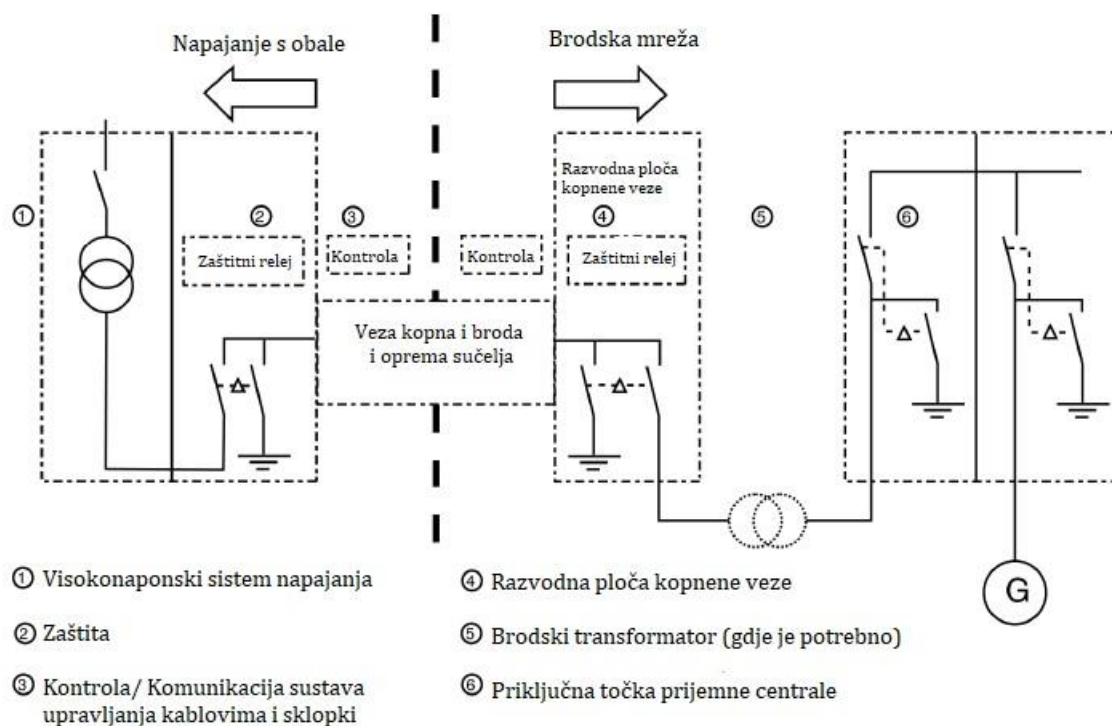 Napajanje s obale
Brodska mreža
Razvodna ploča
kopnene veze
①
②
③
④
⑤
⑥
Zaštitni relej
Kontrola
Kontrola
Zaštitni relej
Veza kopna i broda
i oprema sučelja
G
① Visokonaponski sistem napajanja
② Zaštita
③ Kontrola/ Komunikacija sustava
upravljanja kablovima i sklopki
④ Razvodna ploča kopnene veze
⑤ Brodski transformator (gdje je potrebno)
⑥ Priključna točka prijemne centrale